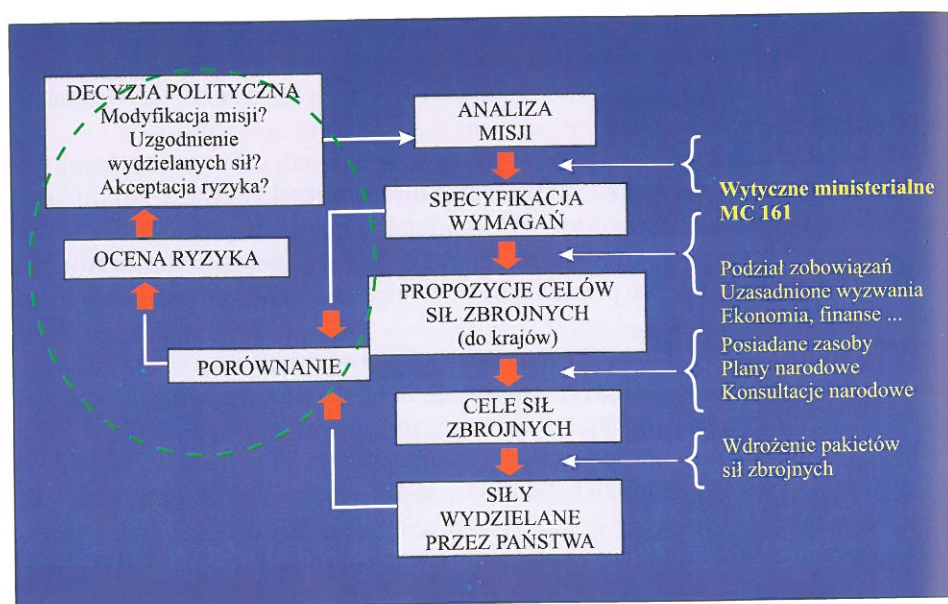 DECYZJA POLITYCZNA
Modyfikacja misji?
Uzgodnienie
wydzielanych sił?
Akceptacja ryzyka?
OCENA RYZYKA
PORÓWNANIE
ANALIZA
MISJI
SPECYFIKACJA
WYMAGAŃ
PROPOZYCJE CELÓW
SIŁ ZBROJNYCH
(do krajów)
CELE SIŁ
ZBROJNYCH
SIŁY
WYDZIELANE
PRZEZ PAŃSTWA
Wytyczne ministerialne
MC 161
Podział zobowiązań
Uzasadnione wyzwania
Ekonomia, finanse ...
Posiadane zasoby
Plany narodowe
Konsultacje narodowe
Wdrożenie pakietów
sił zbrojnych